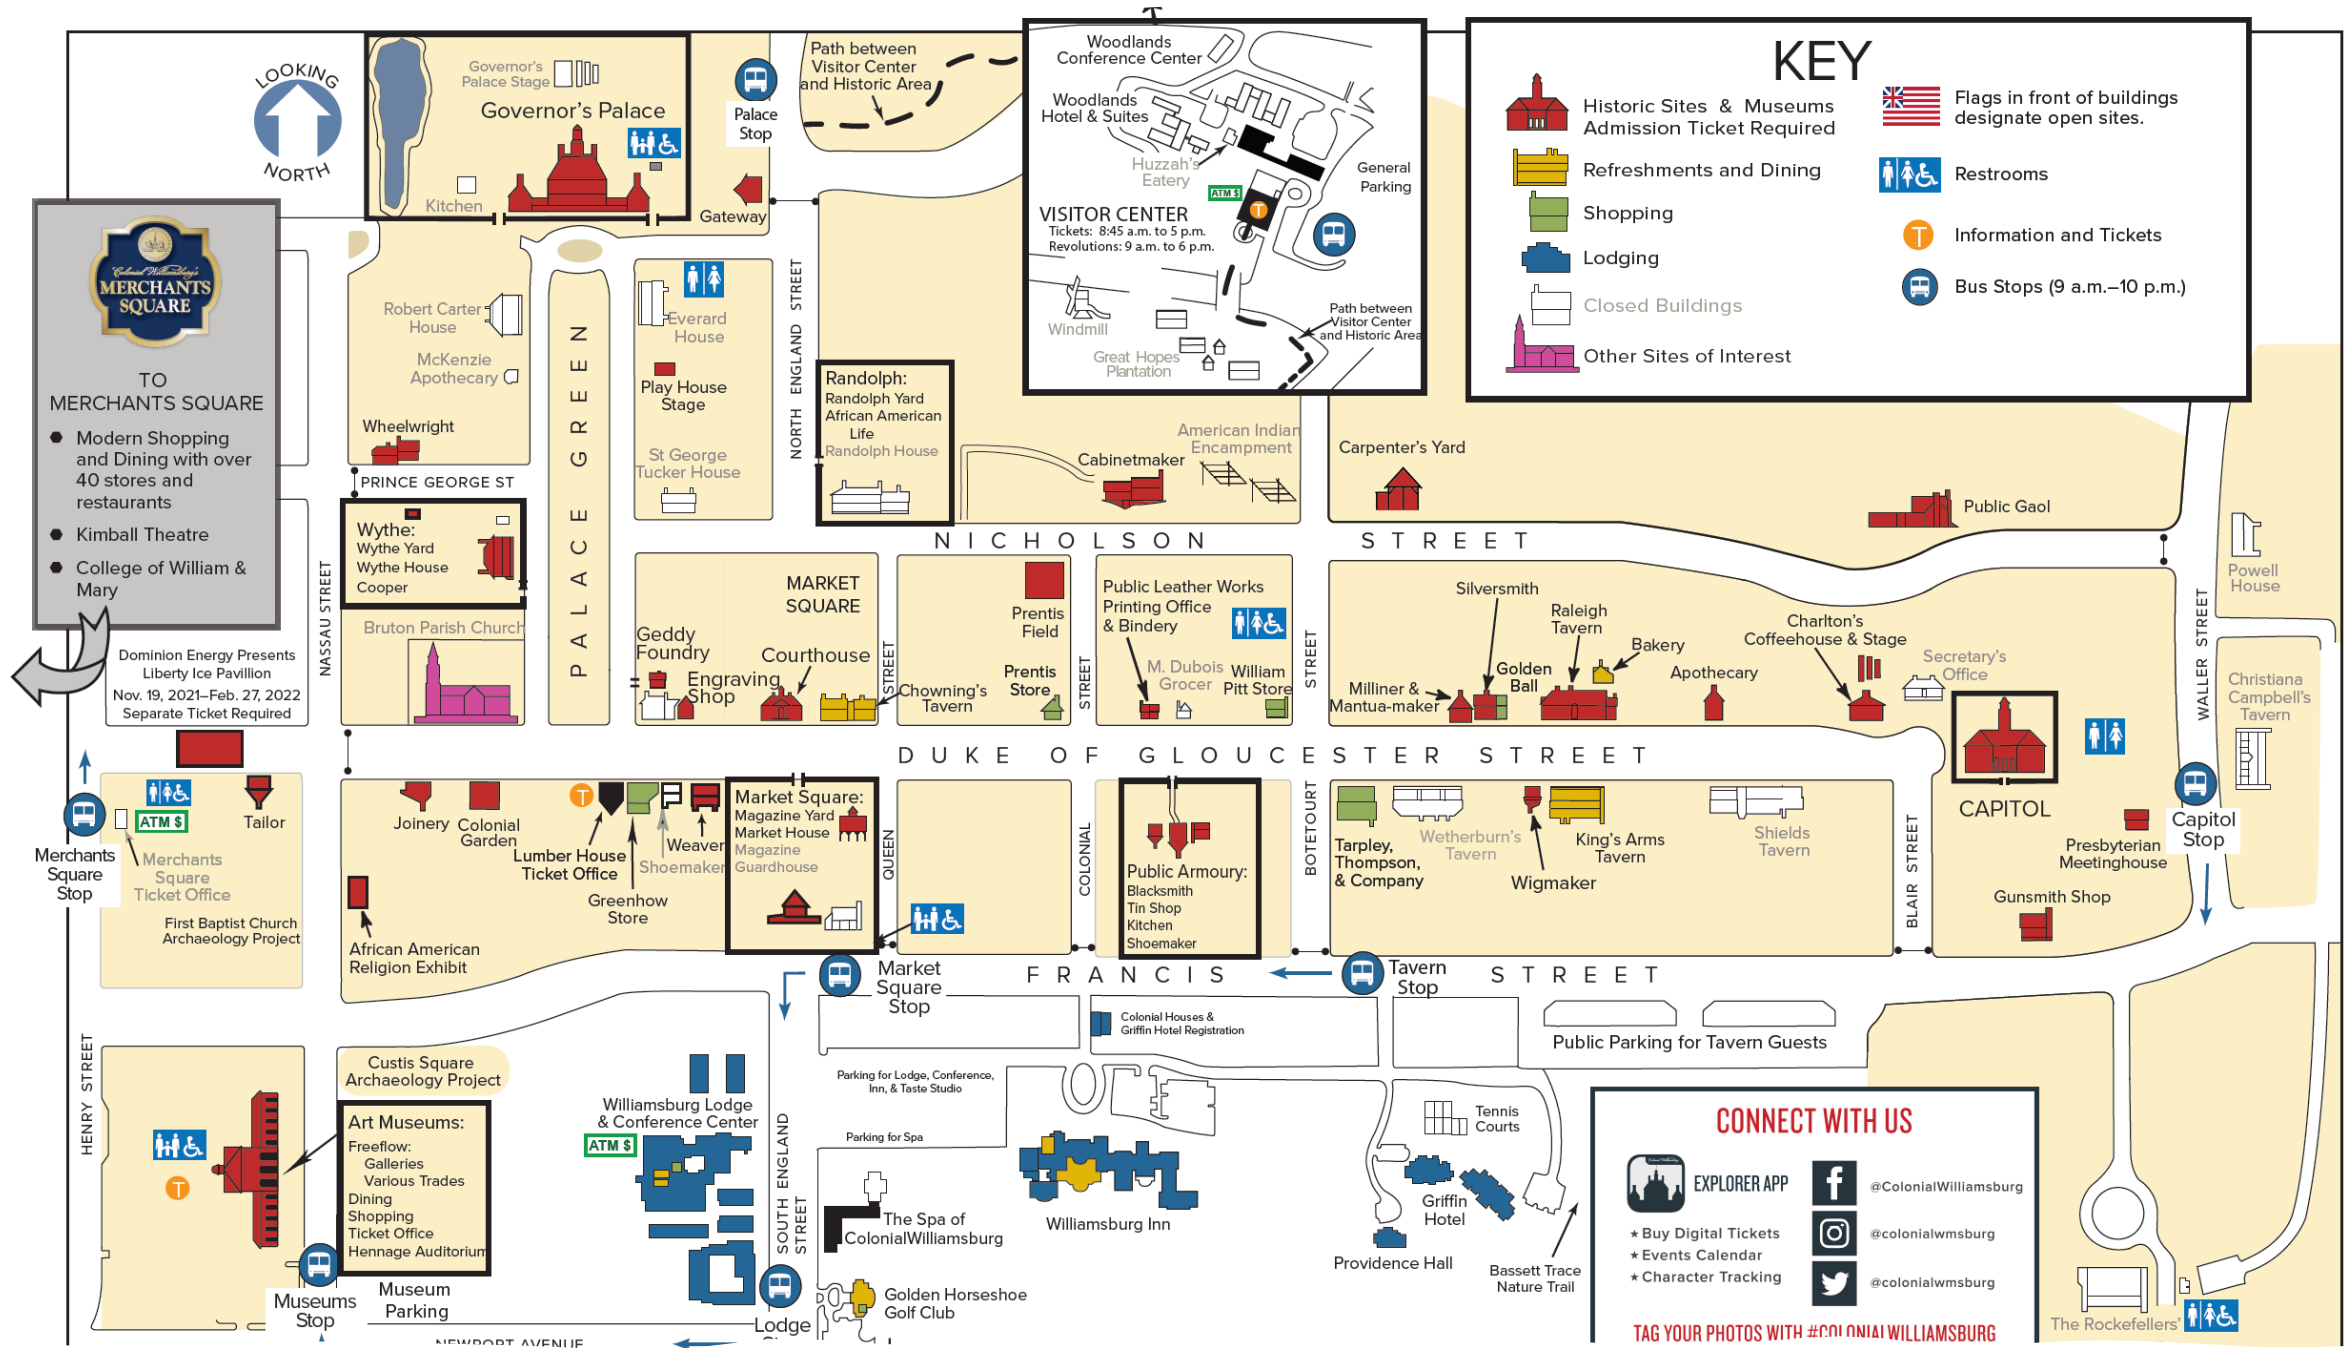 LOOKING
NORTH
Colonial Williamsburg's
MERCHANTS
SQUARE
TO
MERCHANTS SQUARE
Modern Shopping
and Dining with over
40 stores and
restaurants
Kimball Theatre
College of William &
Mary
Governor's
Palace Stage
Governor's Palace
Kitchen
Palace
Stop
Gateway
Path between
Visitor Center
and Historic Area
Woodlands
Conference Center
Woodlands
Hotel & Suites
Huzzah's
Eatery
General
Parking
ATM $
T
VISITOR CENTER
Tickets: 8:45 a.m. to 5 p.m.
Revolutions: 9 a.m. to 6 p.m.
Windmill
Path between
Visitor Center
and Historic Area
Great Hopes
Plantation
KEY
Historic Sites & Museums
Admission Ticket Required
Refreshments and Dining
Shopping
Lodging
Closed Buildings
Other Sites of Interest
Flags in front of buildings
designate open sites.
Restrooms
T
Information and Tickets
Bus Stops (9 a.m.–10 p.m.)
Robert Carter
House
McKenzie
Apothecary
Wheelwright
PRINCE GEORGE ST
PALACE GREEN
Everard
House
Play House
Stage
St George
Tucker House
NORTH ENGLAND STREET
Randolph:
Randolph Yard
African American
Life
Randolph House
Cabinetmaker
American Indian
Encampment
Carpenter's Yard
Public Gaol
NICHOLSON STREET
Wythe:
Wythe Yard
Wythe House
Cooper
Bruton Parish Church
NASSAU STREET
Dominion Energy Presents
Liberty Ice Pavillion
Nov. 19, 2021–Feb. 27, 2022
Separate Ticket Required
MARKET
SQUARE
Geddy
Foundry
Engraving
Shop
Courthouse
STREET
Chowning's
Tavern
Prentis
Field
Prentis
Store
STREET
Public Leather Works
Printing Office
& Bindery
M. Dubois
Grocer
William
Pitt Store
STREET
Silversmith
Raleigh
Tavern
Bakery
Milliner &
Mantua-maker
Golden
Ball
Apothecary
Charlton's
Coffeehouse & Stage
Secretary's
Office
WALLER STREET
Powell
House
Christiana
Campbell's
Tavern
DUKE OF GLOUCESTER STREET
CAPITOL
Capitol
Stop
Presbyterian
Meetinghouse
Gunsmith Shop
ATM $
Tailor
Merchants
Square
Stop
Merchants
Square
Ticket Office
First Baptist Church
Archaeology Project
Joinery
Colonial
Garden
T
Lumber House
Ticket Office
Greenhow
Store
Shoemaker
Weaver
African American
Religion Exhibit
Market Square:
Magazine Yard
Market House
Magazine
Guardhouse
QUEEN
COLONIAL
Public Armoury:
Blacksmith
Tin Shop
Kitchen
Shoemaker
BOTETOURT
Tarpley,
Thompson,
& Company
Wetherburn's
Tavern
Wigmaker
King's Arms
Tavern
Shields
Tavern
BLAIR STREET
Market
Square
Stop
FRANCIS STREET
Tavern
Stop
HENRY STREET
Custis Square
Archaeology Project
Art Museums:
Freeflow:
Galleries
Various Trades
Dining
Shopping
Ticket Office
Hennage Auditorium
T
Museums
Stop
Museum
Parking
NEWPORT AVENUE
Williamsburg Lodge
& Conference Center
ATM $
SOUTH ENGLAND
STREET
Lodge
Colonial Houses &
Griffin Hotel Registration
Parking for Lodge, Conference,
Inn, & Taste Studio
Parking for Spa
The Spa of
ColonialWilliamsburg
Williamsburg Inn
Golden Horseshoe
Golf Club
Public Parking for Tavern Guests
Tennis
Courts
Griffin
Hotel
Providence Hall
Bassett Trace
Nature Trail
CONNECT WITH US
EXPLORER APP
Buy Digital Tickets
Events Calendar
Character Tracking
@ColonialWilliamsburg
@colonialwmsburg
@colonialwmsburg
TAG YOUR PHOTOS WITH #COLONIALWILLIAMSBURG
The Rockefellers'